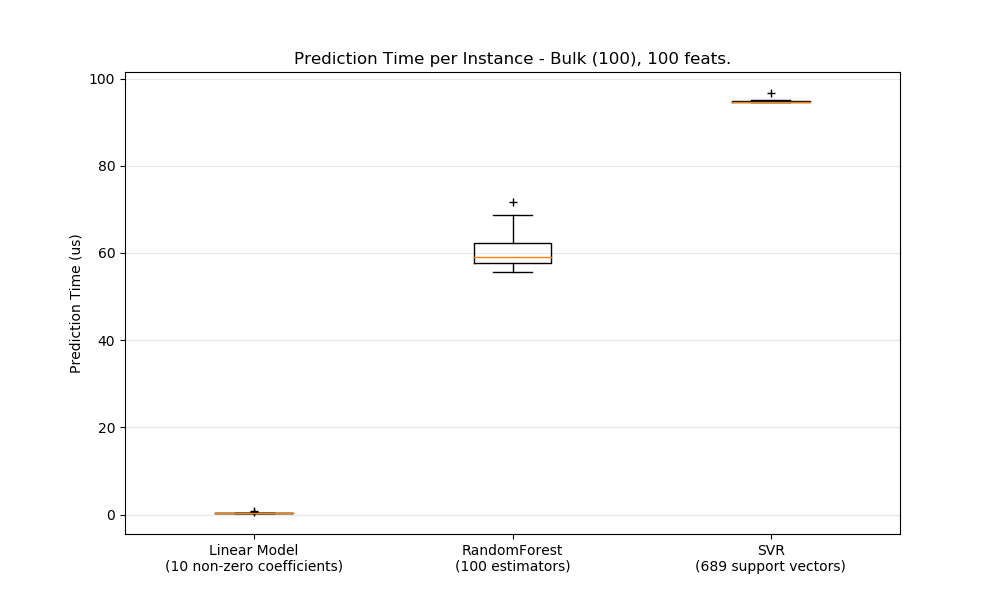 Prediction Time per Instance - Bulk (100), 100 feats.
100
80
60
40
20
0
Prediction Time (us)
Linear Model
(10 non-zero coefficients)
RandomForest
(100 estimators)
SVR
(689 support vectors)